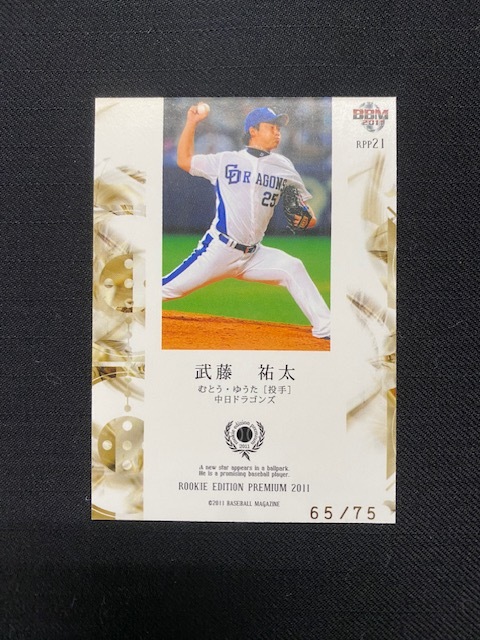 BBM
2011
RPP21
DRAGONS
25
武藤 祐太
むとう・ゆうた［投手］
中日ドラゴンズ
2011
A new star appears in a ballpark.
He is a promising baseball player.
ROOKIE EDITION PREMIUM 2011
©2011 BASEBALL MAGAZINE
65/75